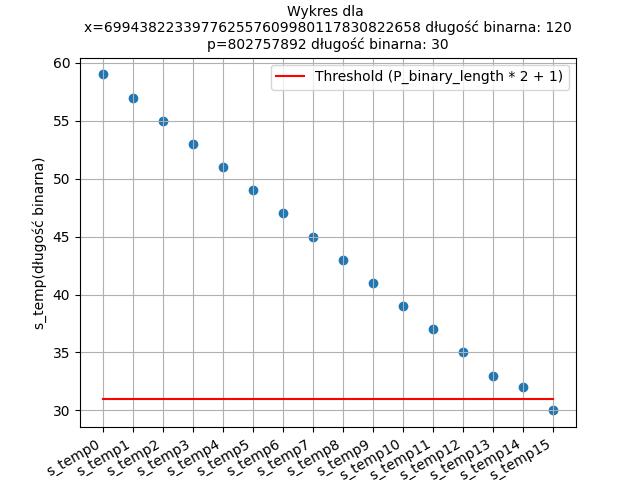 Wykres dla
x=699438223397762557609980117830822658 długość binarna: 120
p=802757892 długość binarna: 30
Threshold (P_binary_length * 2 + 1)
s_temp(długość binarna)
60
55
50
45
40
35
30
s_temp0
s_temp1
s_temp2
s_temp3
s_temp4
s_temp5
s_temp6
s_temp7
s_temp8
s_temp9
s_temp10
s_temp11
s_temp12
s_temp13
s_temp14
s_temp15